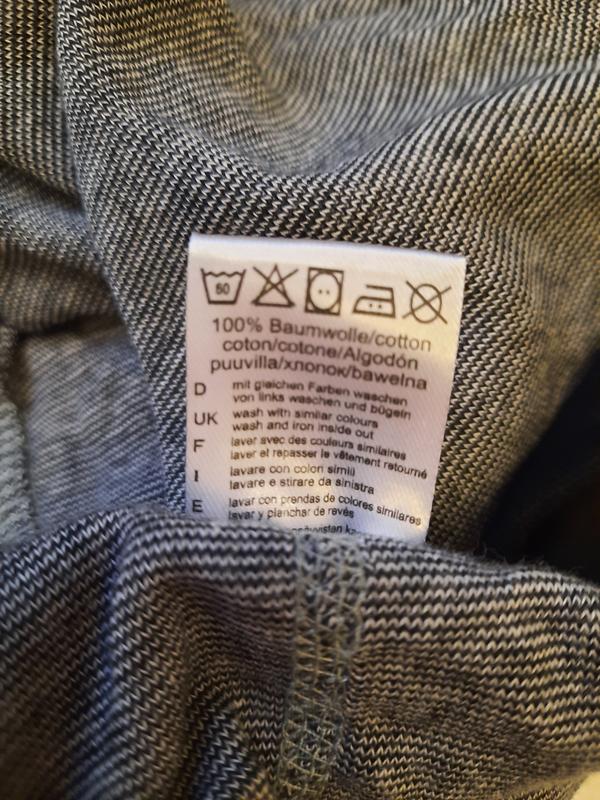 60
100% Baumwolle/cotton
coton/cotone/Algodón
puuvilla/хлопок/bawełna
D mit gleichen Farben waschen
von links waschen und bügeln
UK wash with similar colours
wash and iron inside out
F laver avec des couleurs similaires
laver et repasser le vêtement retourné
I lavare con colori simili
lavare e stirare da sinistra
E lavar con prendas de colores similares
lavar y planchar de revés